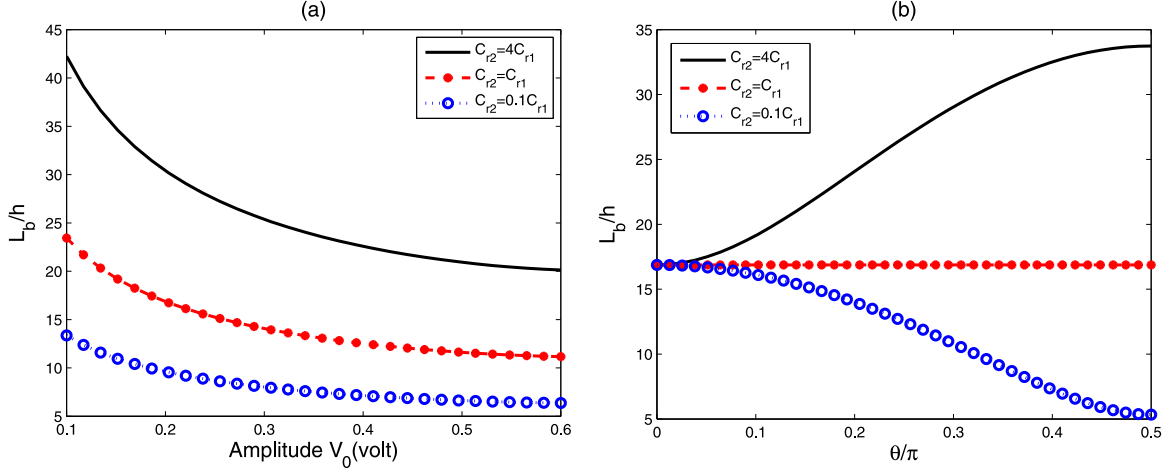 (a)
45
40
35
30
25
20
15
10
5
L_b/h
0.1 0.2 0.3 0.4 0.5 0.6
Amplitude V_0(volt)
C_r2=4C_r1
C_r2=C_r1
C_r2=0.1C_r1
(b)
35
30
25
20
15
10
5
L_b/h
0 0.1 0.2 0.3 0.4 0.5
θ/π
C_r2=4C_r1
C_r2=C_r1
C_r2=0.1C_r1